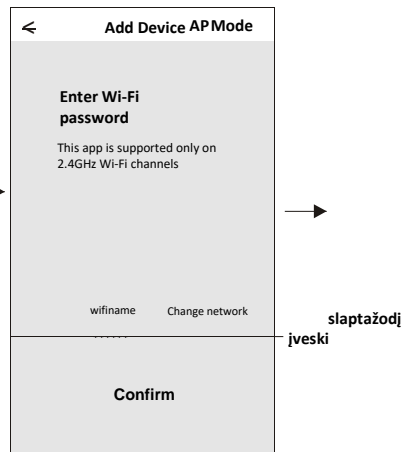 Add Device AP Mode
Enter Wi-Fi
password
This app is supported only on
2.4GHz Wi-Fi channels
wifiname Change network
......
slaptažodį
įveski
Confirm